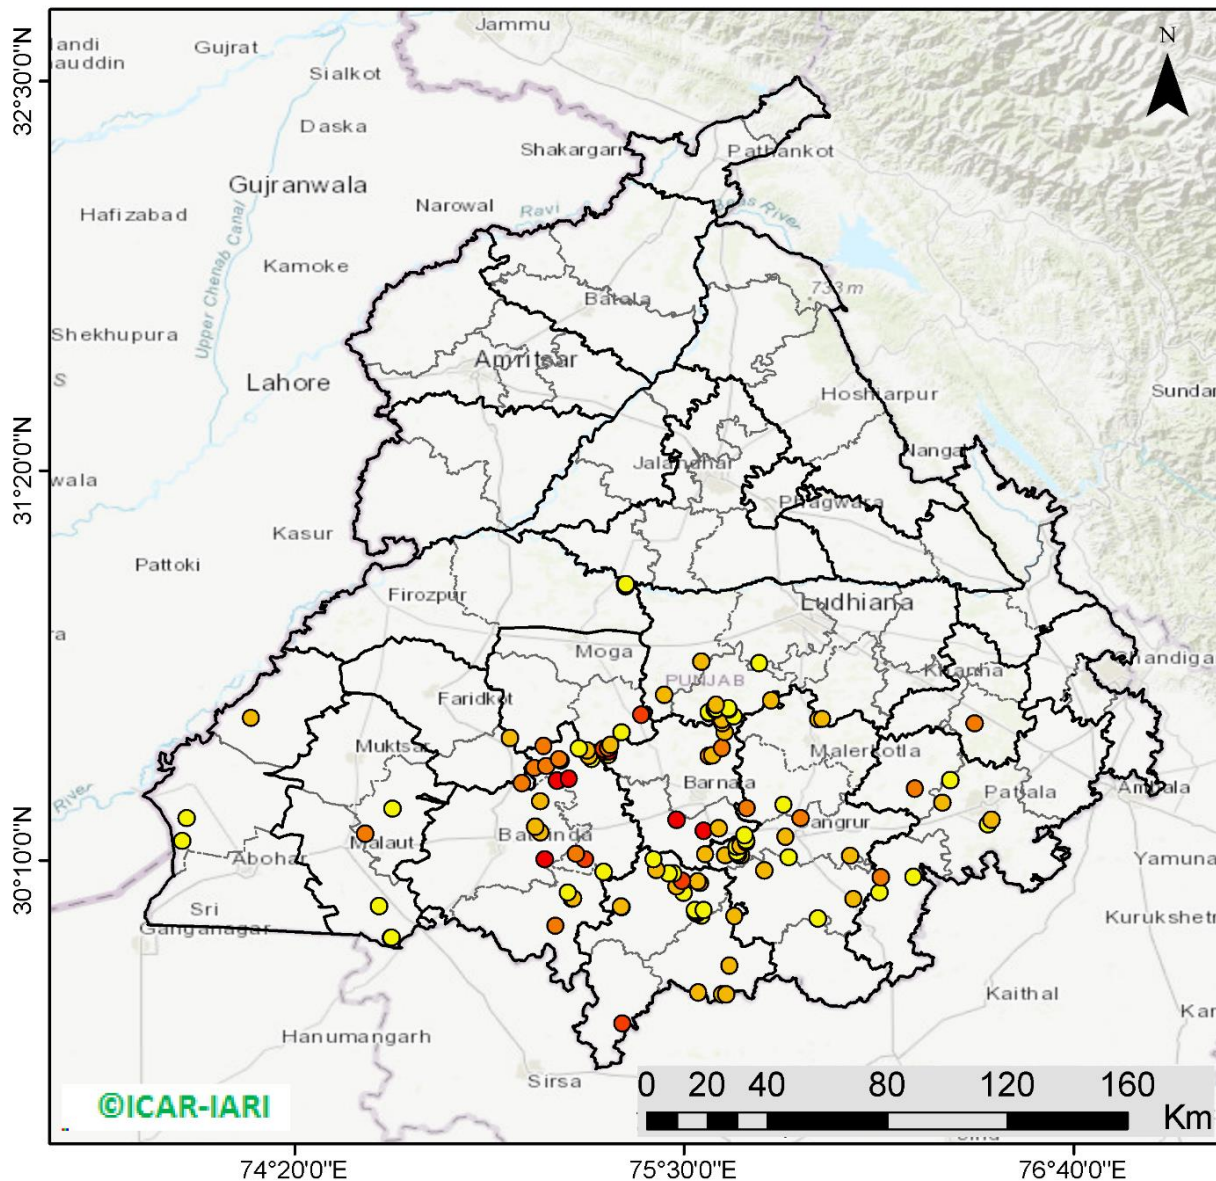 Jammu
N
32°30'0"N
Gujrat
Sialkot
Daska
Shakargarh
Pathankot
Gujranwala
Hafizabad
Narowal
Ravi
River
Upper Chenab Canal
Kamoke
733 m
Batala
Shekhupura
Amritsar
Lahore
Hoshiarpur
Sundar
31°20'0"N
Jalandhar
Nangal
wala
Phagwara
Kasur
Pattoki
Firozpur
Ludhiana
Moga
Khanna
Chandiga
PUNJAB
Faridkot
Muktsar
Malerkotla
River
Barnala
Patiala
Ambala
Bathinda
Sangrur
Malaut
30°10'0"N
Abohar
Yamuna
Sri
Ganganagar
Kurukshetr
Kaithal
Kar
Hanumangarh
Sirsa
0 20 40 80 120 160
Km
©ICAR-IARI
74°20'0"E
75°30'0"E
76°40'0"E